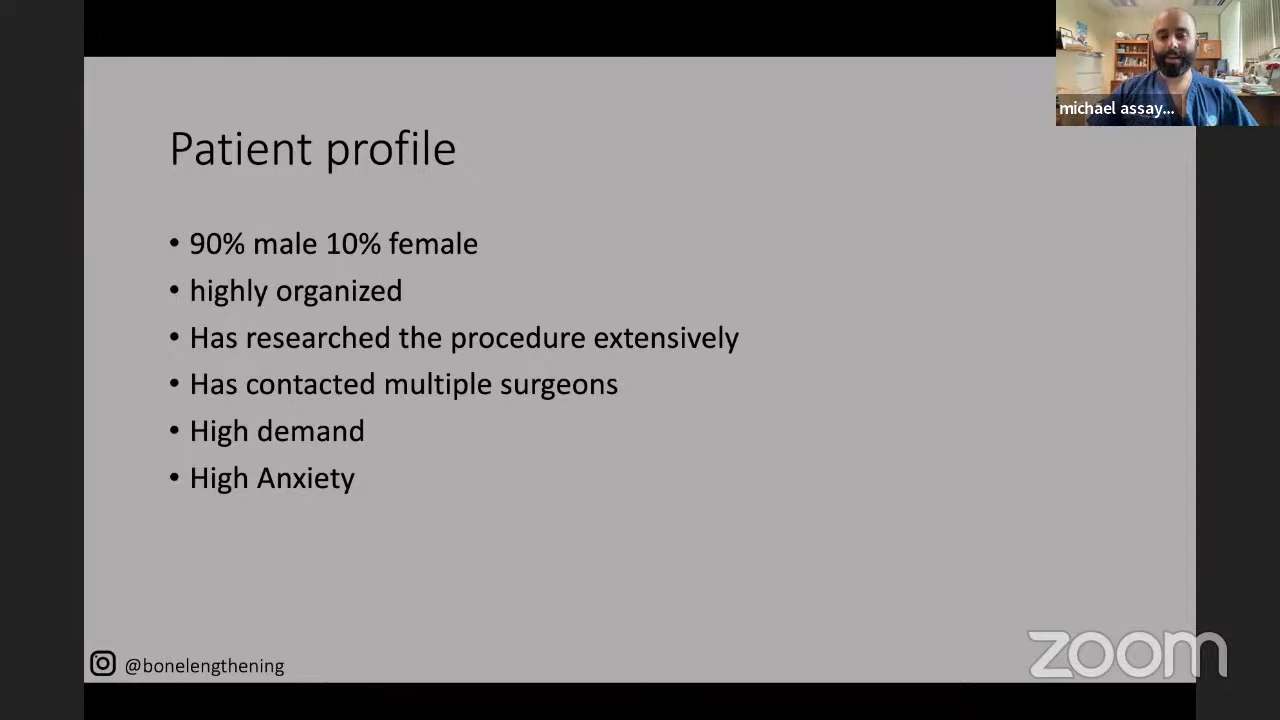 michael assay...
Patient profile
• 90% male 10% female
• highly organized
• Has researched the procedure extensively
• Has contacted multiple surgeons
• High demand
• High Anxiety
@bonelengthening
zoom